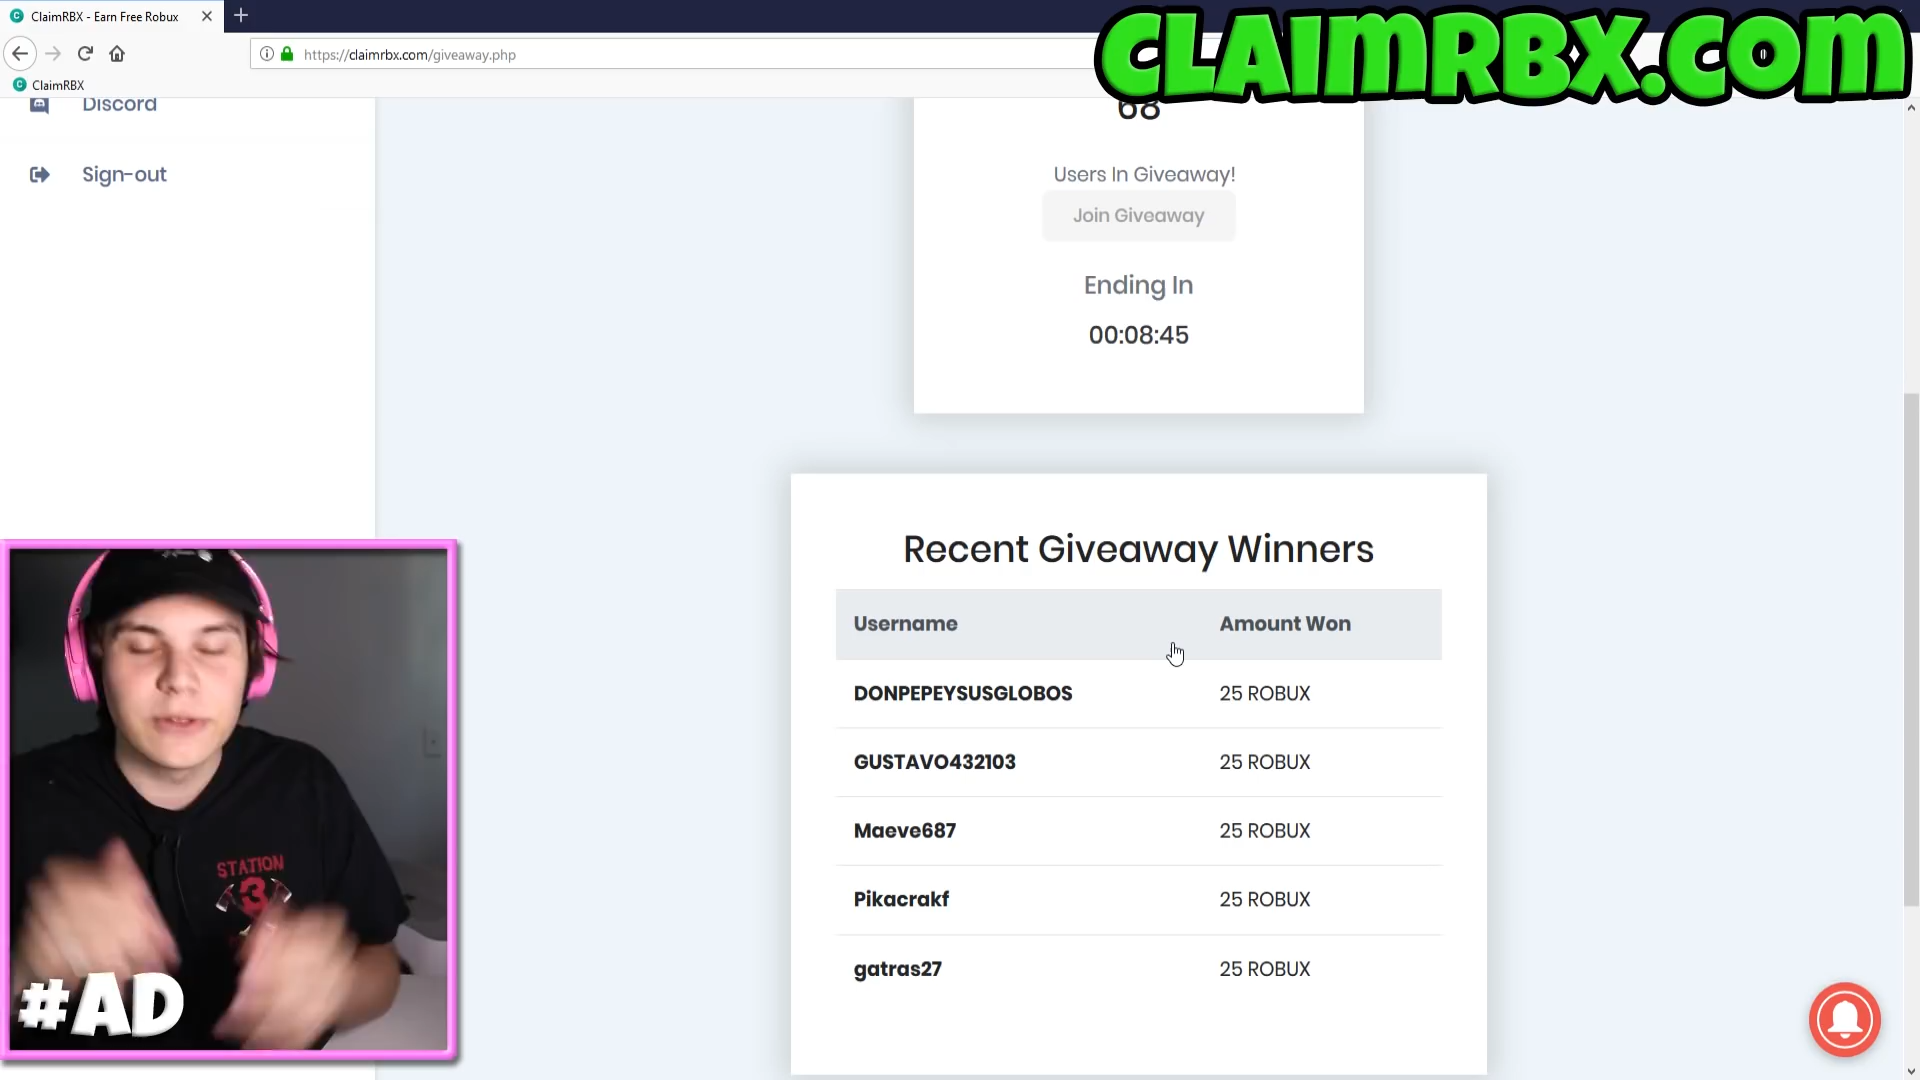 ClaimRBX - Earn Free Robux
https://claimrbx.com/giveaway.php
CLAIMRBX.COM
ClaimRBX
Discord
Sign-out
68
Users In Giveaway!
Join Giveaway
Ending In
00:08:45
Recent Giveaway Winners
Username Amount Won
DONPEPEYSUSGLOBOS 25 ROBUX
GUSTAVO432103 25 ROBUX
Maeve687 25 ROBUX
Pikacrakf 25 ROBUX
gatras27 25 ROBUX
STATION
3
#AD